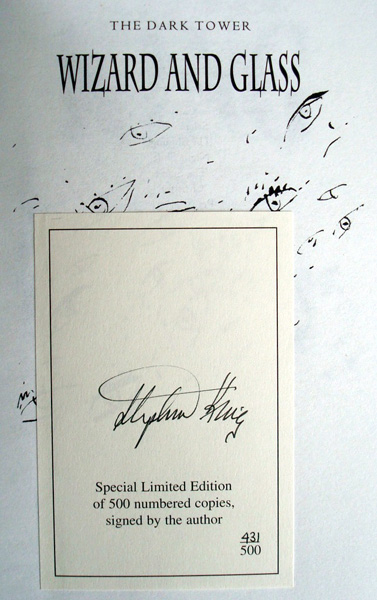 THE DARK TOWER
WIZARD AND GLASS
Stephen King
Special Limited Edition
of 500 numbered copies,
signed by the author
431
500